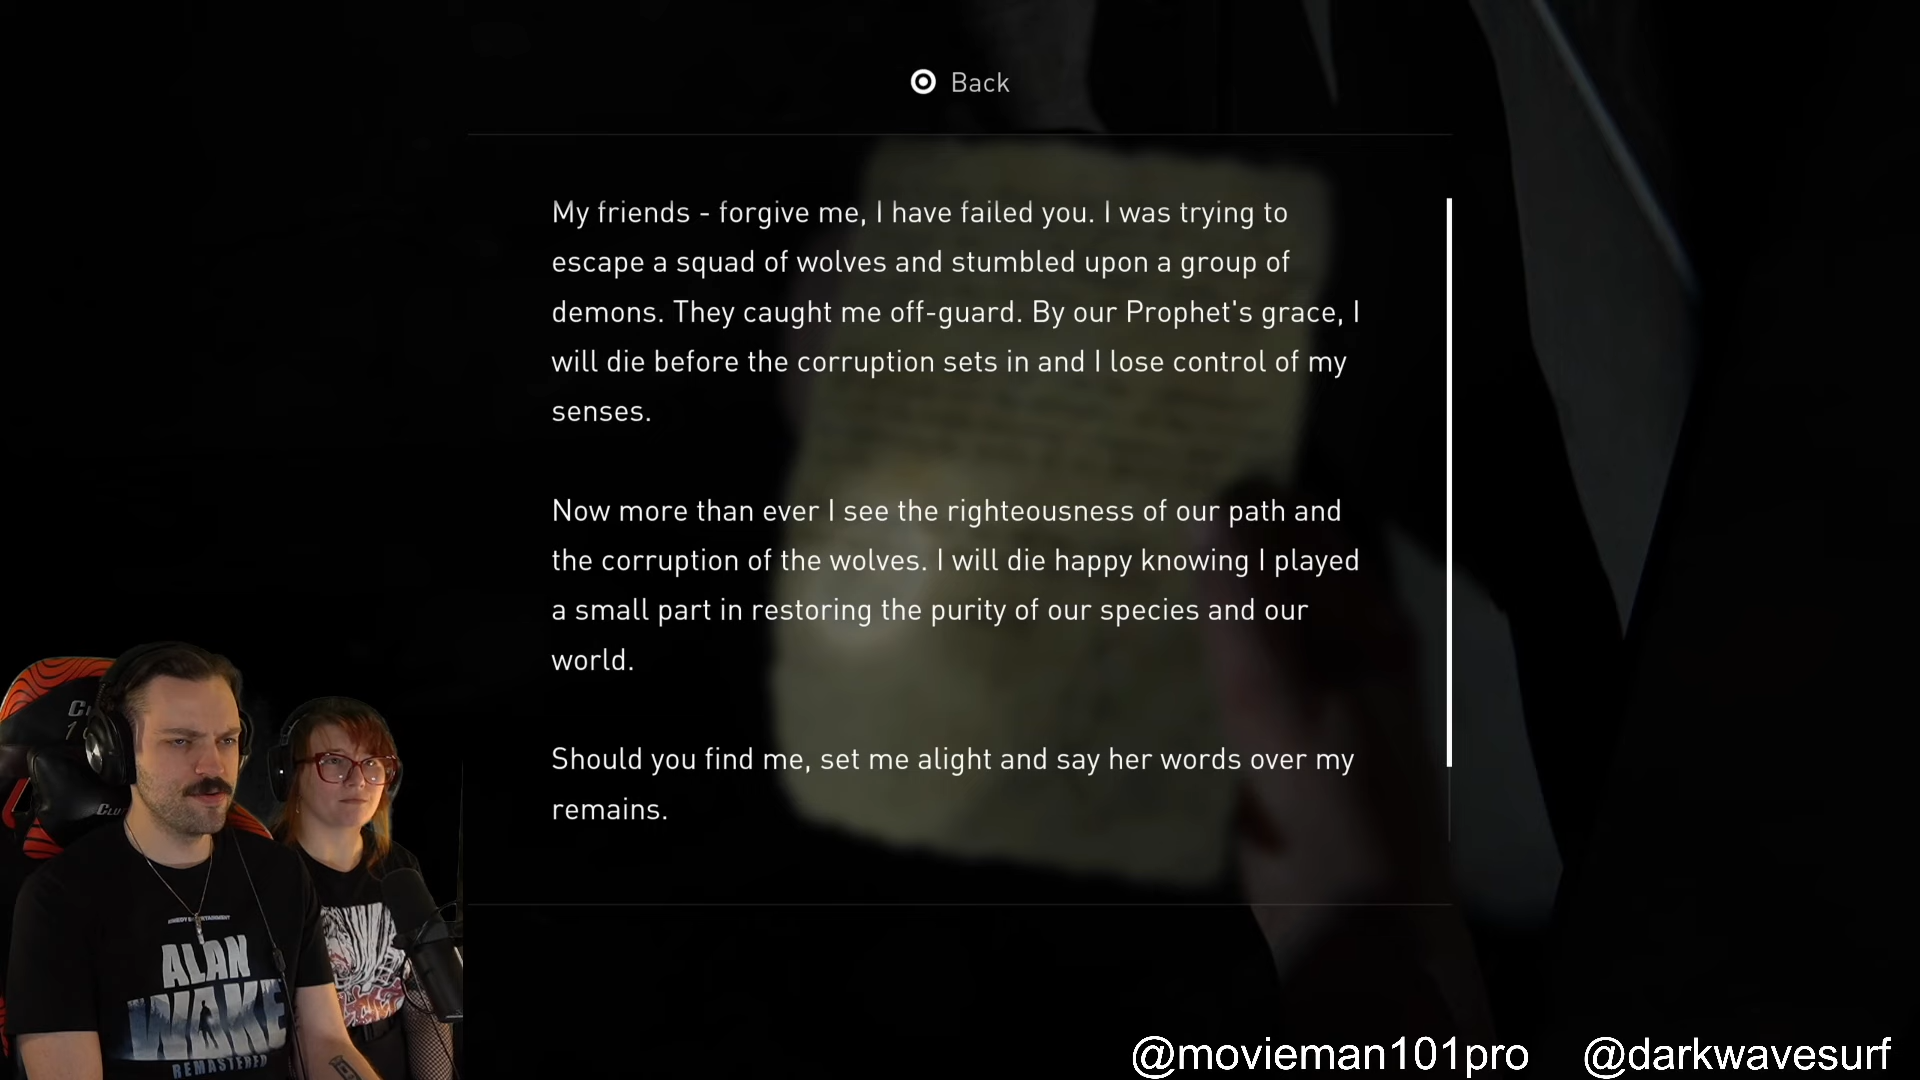 Back
My friends - forgive me, I have failed you. I was trying to
escape a squad of wolves and stumbled upon a group of
demons. They caught me off-guard. By our Prophet's grace, I
will die before the corruption sets in and I lose control of my
senses.
Now more than ever I see the righteousness of our path and
the corruption of the wolves. I will die happy knowing I played
a small part in restoring the purity of our species and our
world.
Should you find me, set me alight and say her words over my
remains.
ALAN
WAKE
REMASTERED
@movieman101pro @darkwavesurf